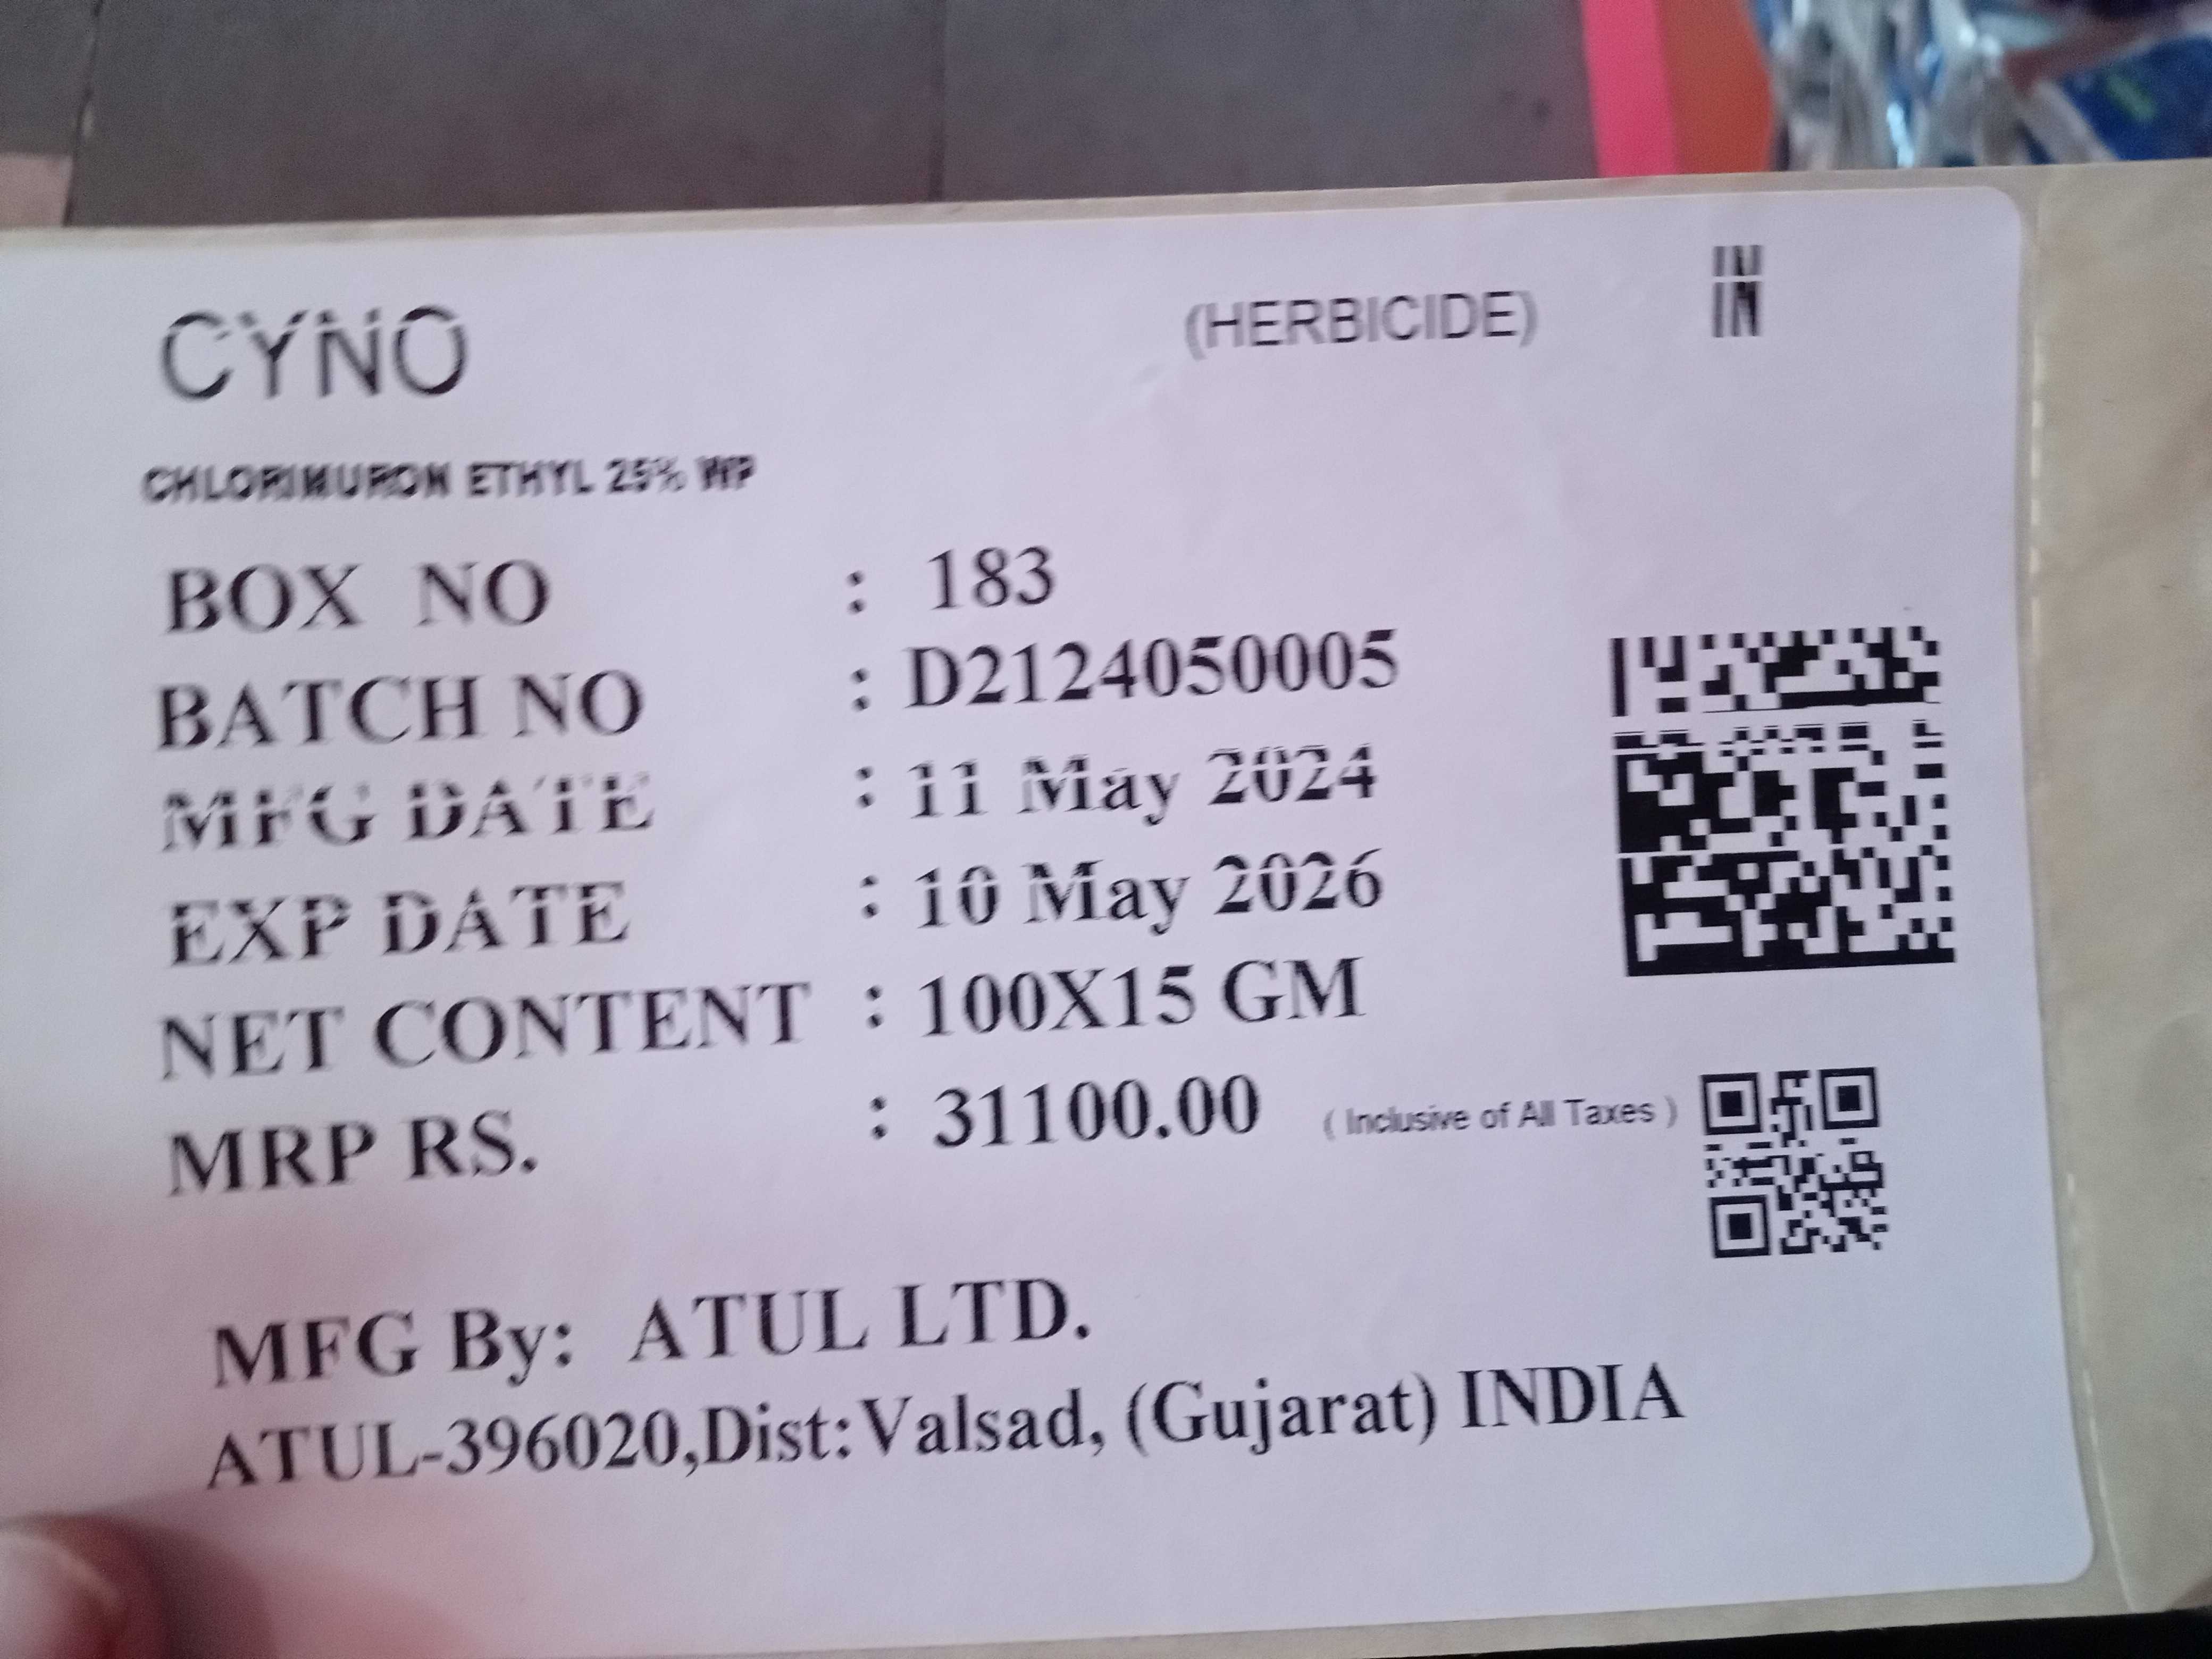 CYNO (HERBICIDE) IN
IN
CHLORIMURON ETHYL 25% WP
BOX NO : 183
BATCH NO : D2124050005
MFG DATE : 11 May 2024
EXP DATE : 10 May 2026
NET CONTENT : 100X15 GM
MRP RS. : 31100.00 ( Inclusive of All Taxes )
MFG By: ATUL LTD.
ATUL-396020,Dist:Valsad, (Gujarat) INDIA